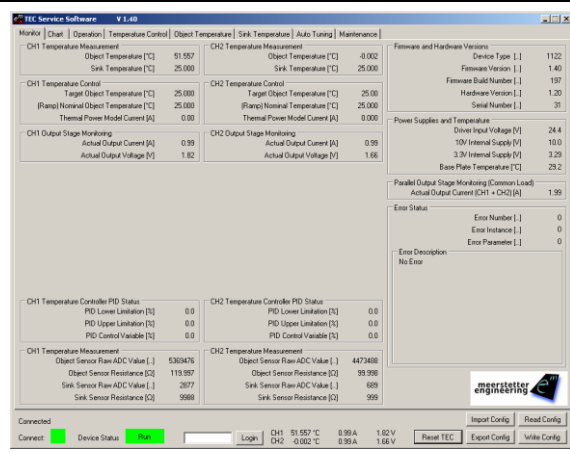 TEC Service Software V 1.40
Monitor Chart Operation Temperature Control Object Temperature Sink Temperature Auto Tuning Maintenance
CH1 Temperature Measurement
Object Temperature [°C] 51.557
Sink Temperature [°C] 25.000
CH1 Temperature Control
Target Object Temperature [°C] 25.000
(Ramp) Nominal Object Temperature [°C] 25.000
Thermal Power Model Current [A] 0.00
CH1 Output Stage Monitoring
Actual Output Current [A] 0.99
Actual Output Voltage [V] 1.82
CH1 Temperature Controller PID Status
PID Lower Limitation [%] 0.0
PID Upper Limitation [%] 0.0
PID Control Variable [%] 0.0
CH1 Temperature Measurement
Object Sensor Raw ADC Value [..] 5369476
Object Sensor Resistance [Ω] 119.997
Sink Sensor Raw ADC Value [..] 2877
Sink Sensor Resistance [Ω] 9988
CH2 Temperature Measurement
Object Temperature [°C] -0.002
Sink Temperature [°C] 25.000
CH2 Temperature Control
Target Object Temperature [°C] 25.00
(Ramp) Nominal Object Temperature [°C] 25.000
Thermal Power Model Current [A] 0.000
CH2 Output Stage Monitoring
Actual Output Current [A] 0.99
Actual Output Voltage [V] 1.66
CH2 Temperature Controller PID Status
PID Lower Limitation [%] 0.0
PID Upper Limitation [%] 0.0
PID Control Variable [%] 0.0
CH2 Temperature Measurement
Object Sensor Raw ADC Value [..] 4473488
Object Sensor Resistance [Ω] 99.998
Sink Sensor Raw ADC Value [..] 689
Sink Sensor Resistance [Ω] 999
Firmware and Hardware Versions
Device Type [..] 1122
Firmware Version [..] 1.40
Firmware Build Number [..] 197
Hardware Version [..] 1.20
Serial Number [..] 31
Power Supplies and Temperature
Driver Input Voltage [V] 24.4
10V Internal Supply [V] 10.0
3.3V Internal Supply [V] 3.29
Base Plate Temperature [°C] 29.2
Parallel Output Stage Monitoring (Common Load)
Actual Output Current (CH1 + CH2) [A] 1.99
Error Status
Error Number [..] 0
Error Instance [..] 0
Error Parameter [..] 0
Error Description
No Error
meerstetter
engineering
Connected
Connect Device Status Run Login
CH1 51.557 °C 0.99 A 1.82 V
CH2 -0.002 °C 0.99 A 1.66 V
Import Config Read Config
Reset TEC Export Config Write Config